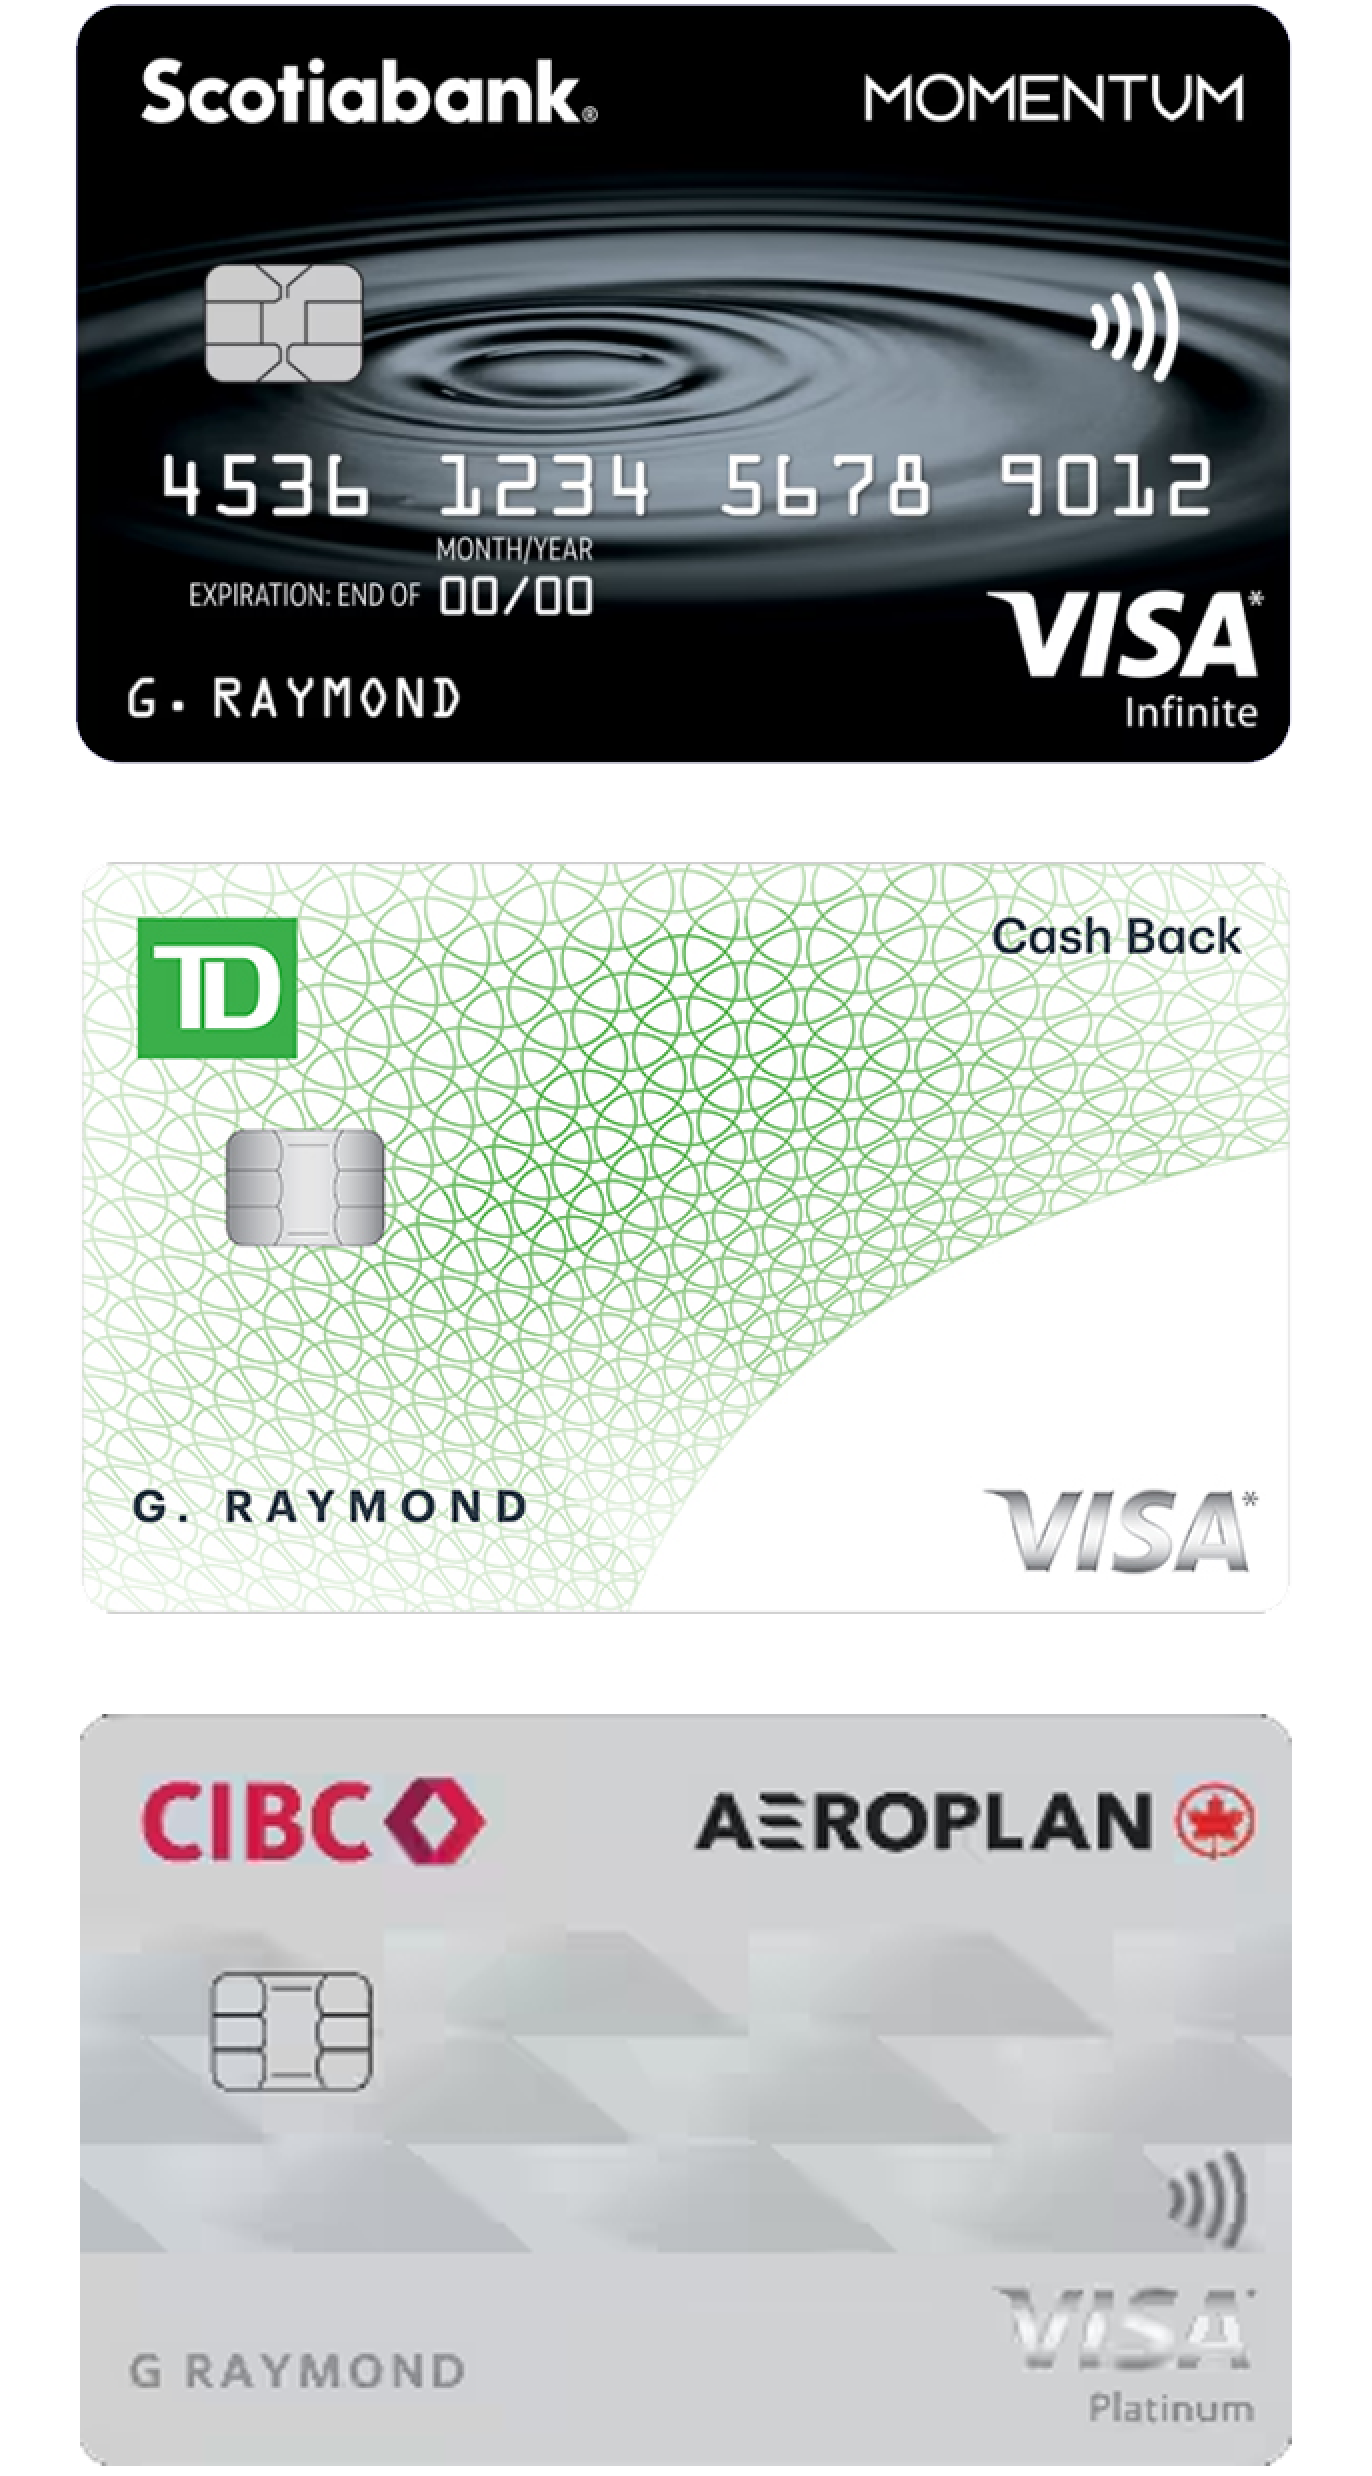 Scotiabank® MOMENTUM
4536 1234 5678 9012
MONTH/YEAR
EXPIRATION: END OF 00/00
VISA*
Infinite
G. RAYMOND
TD Cash Back
G. RAYMOND VISA*
CIBC AEROPLAN
VISA*
G RAYMOND
Platinum